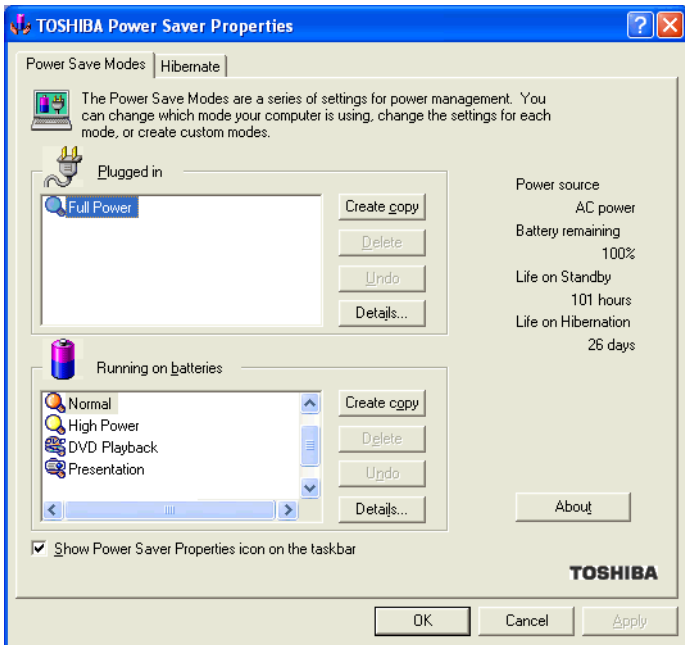 TOSHIBA Power Saver Properties
Power Save Modes
Hibernate
The Power Save Modes are a series of settings for power management. You
can change which mode your computer is using, change the settings for each
mode, or create custom modes.
Plugged in
Full Power
Create copy
Delete
Undo
Details...
Power source
AC power
Battery remaining
100%
Life on Standby
101 hours
Life on Hibernation
26 days
Running on batteries
Normal
High Power
DVD Playback
Presentation
Create copy
Delete
Undo
Details...
About
Show Power Saver Properties icon on the taskbar
TOSHIBA
OK
Cancel
Apply